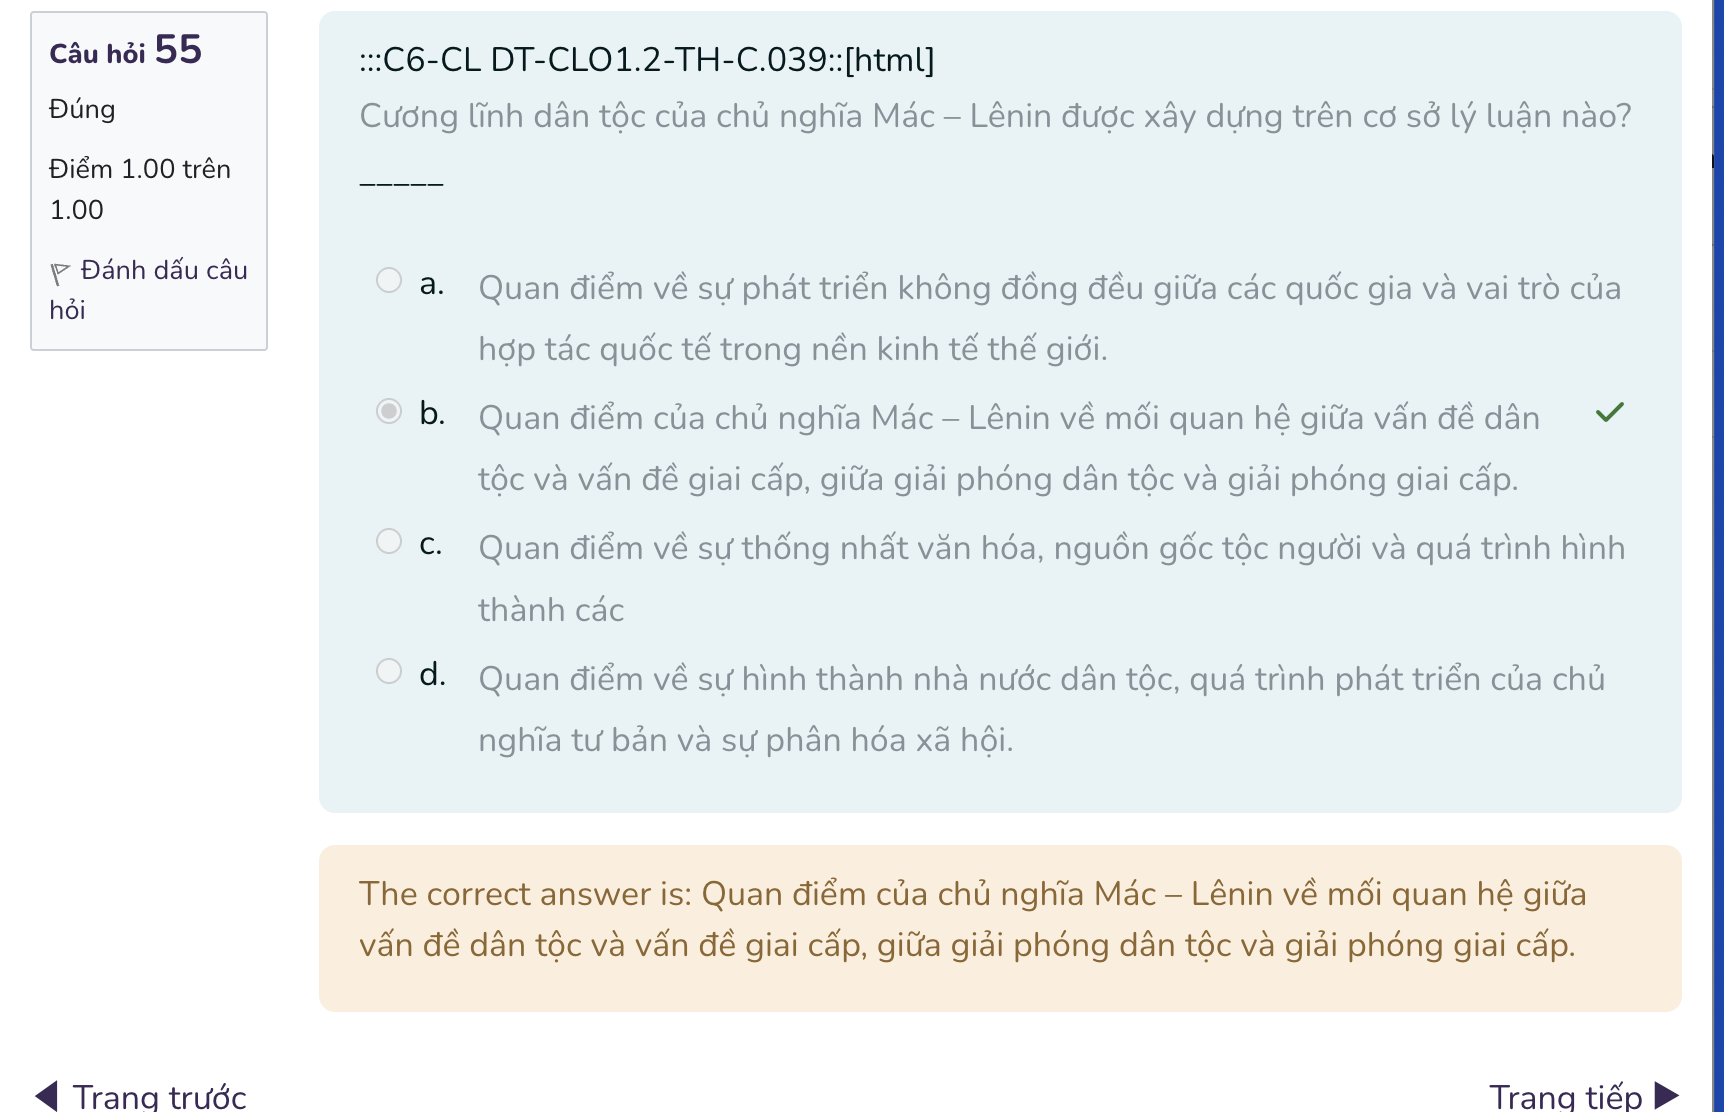 Câu hỏi 55
Đúng
Điểm 1.00 trên
1.00
Đánh dấu câu
hỏi
:::C6-CL DT-CLO1.2-TH-C.039::[html]
Cương lĩnh dân tộc của chủ nghĩa Mác – Lênin được xây dựng trên cơ sở lý luận nào?
_____
a. Quan điểm về sự phát triển không đồng đều giữa các quốc gia và vai trò của
hợp tác quốc tế trong nền kinh tế thế giới.
b. Quan điểm của chủ nghĩa Mác – Lênin về mối quan hệ giữa vấn đề dân
tộc và vấn đề giai cấp, giữa giải phóng dân tộc và giải phóng giai cấp.
c. Quan điểm về sự thống nhất văn hóa, nguồn gốc tộc người và quá trình hình
thành các
d. Quan điểm về sự hình thành nhà nước dân tộc, quá trình phát triển của chủ
nghĩa tư bản và sự phân hóa xã hội.
The correct answer is: Quan điểm của chủ nghĩa Mác – Lênin về mối quan hệ giữa
vấn đề dân tộc và vấn đề giai cấp, giữa giải phóng dân tộc và giải phóng giai cấp.
Trang trước
Trang tiếp